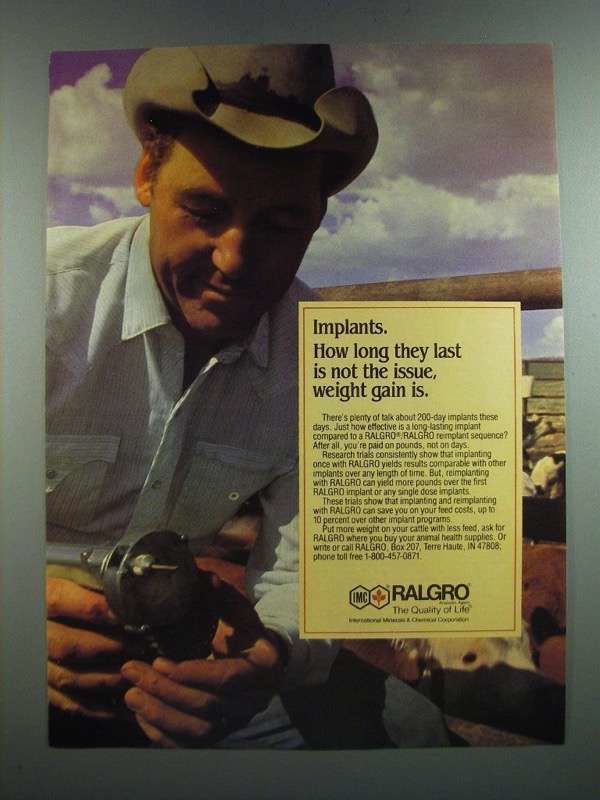 Implants.
How long they last
is not the issue,
weight gain is.
There's plenty of talk about 200-day implants these
days. Just how effective is a long-lasting implant
compared to a RALGRO®/RALGRO reimplant sequence?
After all, you're paid on pounds, not on days.
Research trials consistently show that implanting
once with RALGRO yields results comparable with other
implants over any length of time. But, reimplanting
with RALGRO can yield more pounds over the first
RALGRO implant or any single dose implants.
These trials show that implanting and reimplanting
with RALGRO can save you on your feed costs, up to
10 percent over other implant programs.
Put more weight on your cattle with less feed, ask for
RALGRO where you buy your animal health supplies. Or
write or call RALGRO, Box 207, Terre Haute, IN 47808;
phone toll free 1-800-457-0871.
IMC RALGRO®
Anabolic Agent
The Quality of Life
International Minerals & Chemical Corporation